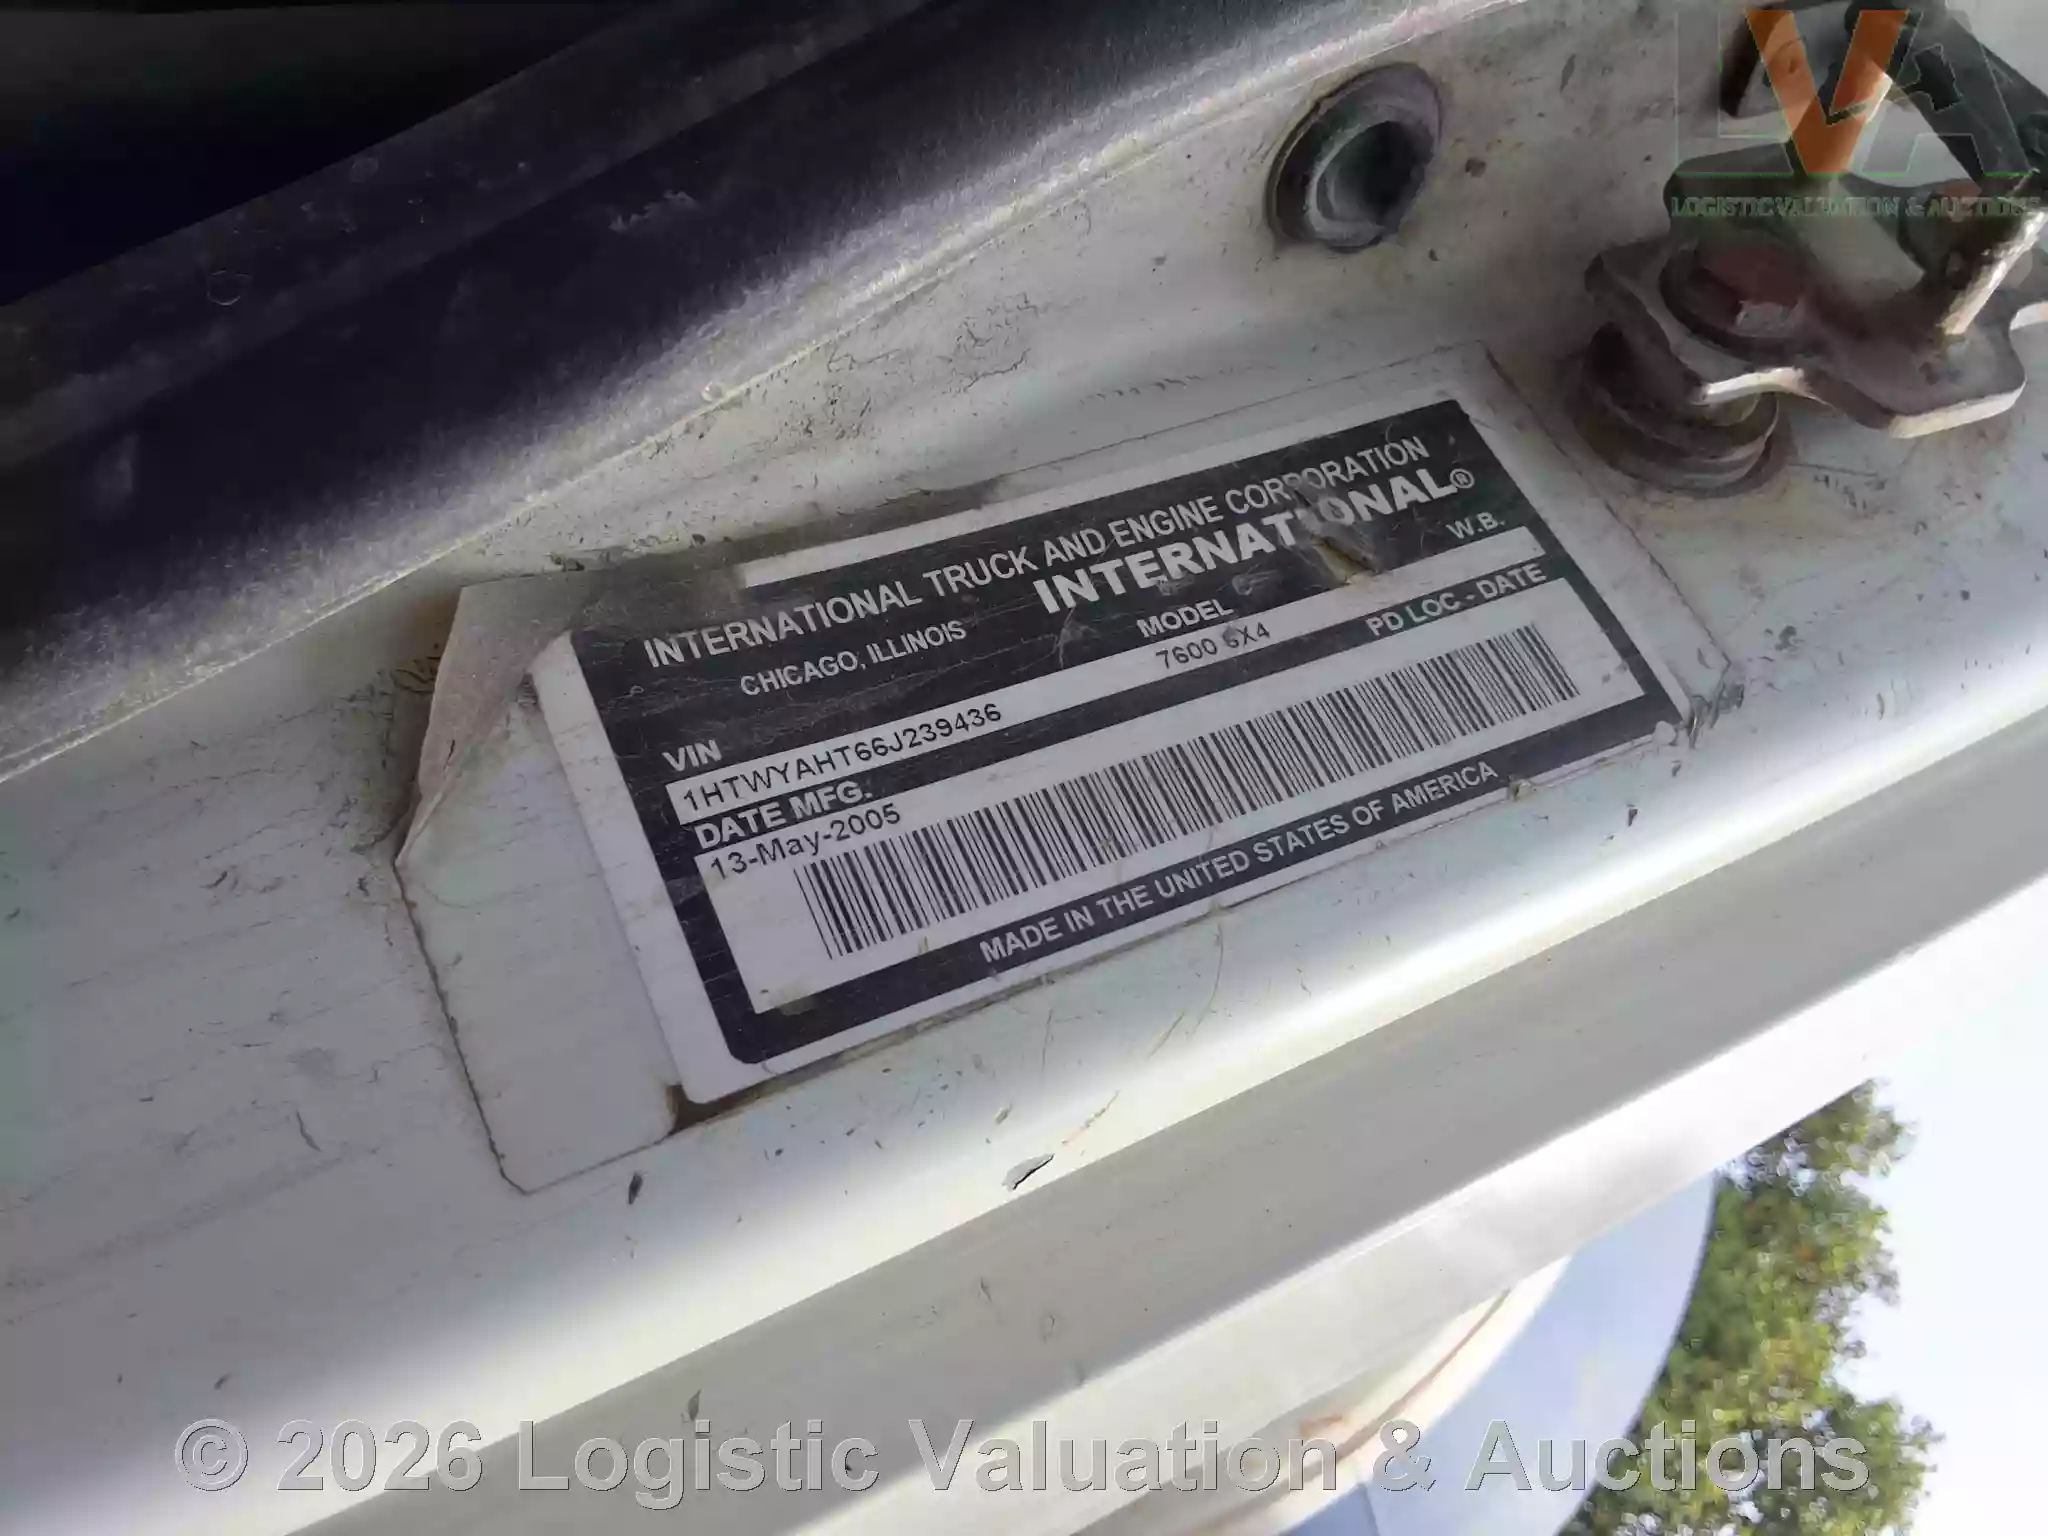 LVA
LOGISTIC VALUATION & AUCTIONS
INTERNATIONAL TRUCK AND ENGINE CORPORATION
CHICAGO, ILLINOIS
INTERNATIONAL®
VIN
MODEL
W.B.
1HTWYAHT66J239436
7600 6X4
DATE MFG:
PD LOC - DATE
13-May-2005
MADE IN THE UNITED STATES OF AMERICA
© 2026 Logistic Valuation & Auctions